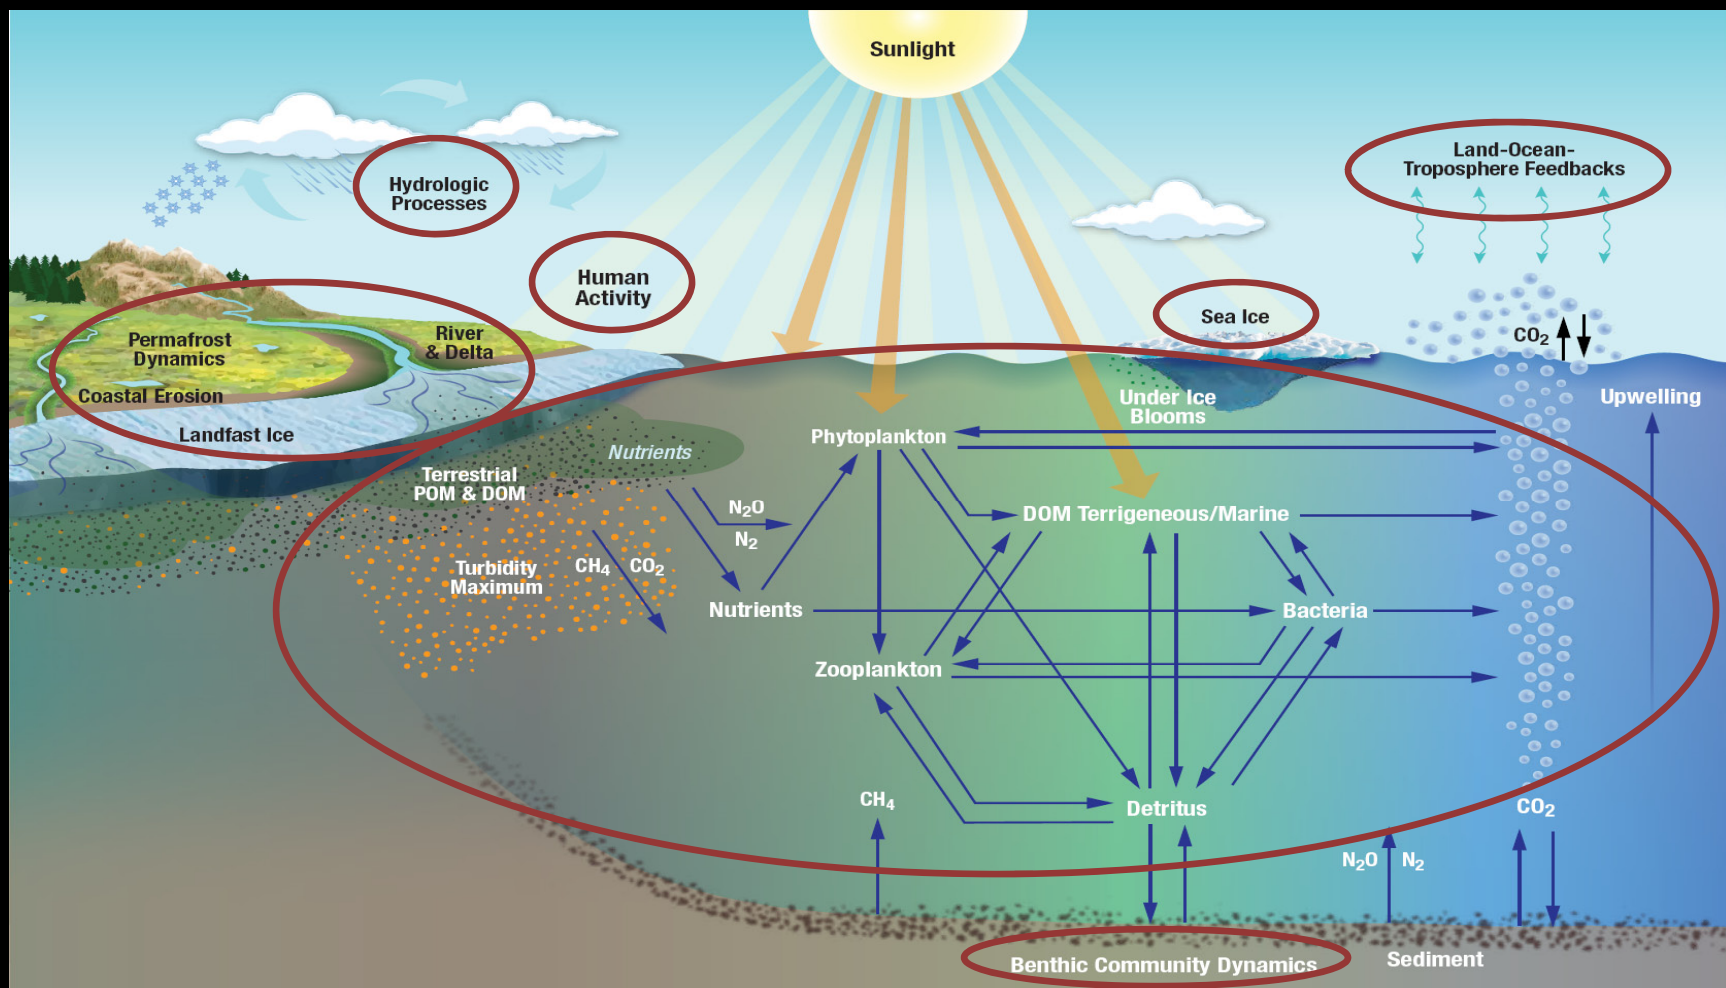 Sunlight
Hydrologic
Processes
Land-Ocean-
Troposphere Feedbacks
Human
Activity
Sea Ice
CO₂
Permafrost
Dynamics
River
& Delta
Coastal Erosion
Landfast Ice
Under Ice
Blooms
Upwelling
Phytoplankton
Nutrients
Terrestrial
POM & DOM
N₂O
N₂
DOM Terrigeneous/Marine
Turbidity
Maximum
CH₄ CO₂
Nutrients
Bacteria
Zooplankton
CH₄
Detritus
CO₂
N₂O N₂
Benthic Community Dynamics
Sediment